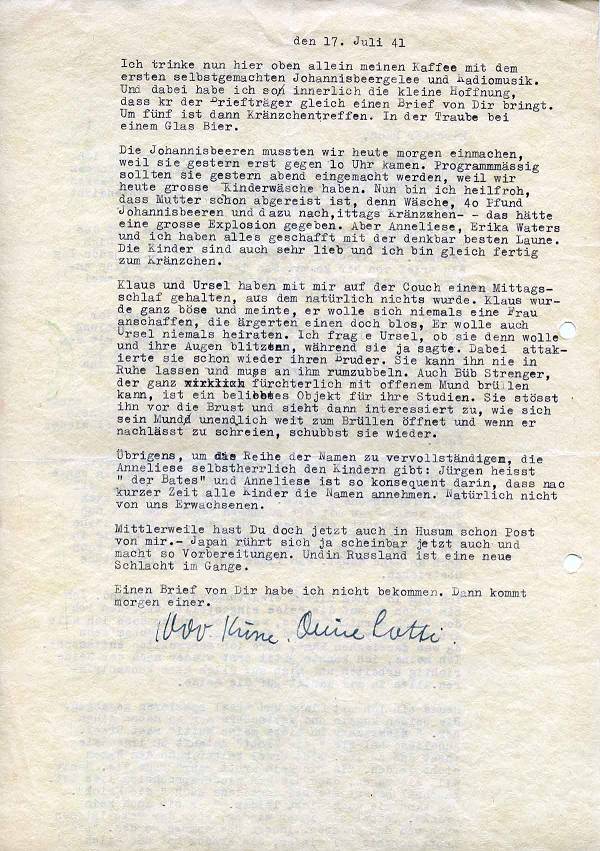 den 17. Juli 41
Ich trinke nun hier oben allein meinen Kaffee mit dem
ersten selbstgemachten Johannisbeergelee und Radiomusik.
Und dabei habe ich so innerlich die kleine Hoffnung,
dass kr der Priefträger gleich einen Brief von Dir bringt.
Um fünf ist dann Kränzchentreffen. In der Traube bei
einem Glas Bier.
Die Johannisbeeren mussten wir heute morgen einmachen,
weil sie gestern erst gegen 10 Uhr kamen. Programmmässig
sollten sie gestern abend eingemacht werden, weil wir
heute grosse Kinderwäsche haben. Nun bin ich heilfroh,
dass Mutter schon abgereist ist, denn Wäsche, 40 Pfund
Johannisbeeren und dazu nach,ittags Kränzzhen- - das hätte
eine grosse Explosion gegeben. Aber Anneliese, Erika Waters
und ich haben alles geschafft mit der denkbar besten Laune.
Die Kinder sind auch sehr lieb und ich bin gleich fertig
zum Kränzchen.
Klaus und Ursel haben mit mir auf der Couch einen Mittags-
schlaf gehalten, aus dem natürlich nichts wurde. Klaus wur-
de ganz böse und meinte, er wolle sich niemals eine Frau
anschaffen, die ärgerten einen doch blos, Er wolle auch
Ursel niemals heiraten. Ich frag e Ursel, ob sie denn wolle
und ihre Augen blitzten, während sie ja sagte. Dabei attak-
ierte sie schon wieder ihren Bruder. Sie kann ihn nie in
Ruhe lassen und muss an ihm rumzubbeln. Auch Büb Strenger,
der ganz wirklich fürchterlich mit offenem Mund brüllen
kann, ist ein beliebtes Objekt für ihre Studien. Sie stösst
ihn vor die Brust und sieht dann interessiert zu, wie sich
sein Mund unendlich weit zum Brüllen öffnet und wenn er
nachlässt zu schreien, schubbst sie wieder.
Übrigens, um die Reihe der Namen zu vervollständigen, die
Anneliese selbstherrlich den Kindern gibt: Jürgen heisst
" der Bates" und Anneliese ist so konsequent darin, dass nac
kurzer Zeit alle Kinder die Namen annehmen. Natürlich nicht
von uns Erwachsenen.
Mittlerweile hast Du doch jetzt auch in Husum schon Post
von mir.- Japan rührt sich ja scheinbar jetzt auch und
macht so Vorbereitungen. Undin Russland ist eine neue
Schlacht im Gange.
Einen Brief von Dir habe ich nicht bekommen. Dann kommt
morgen einer.
Deine Lotti.